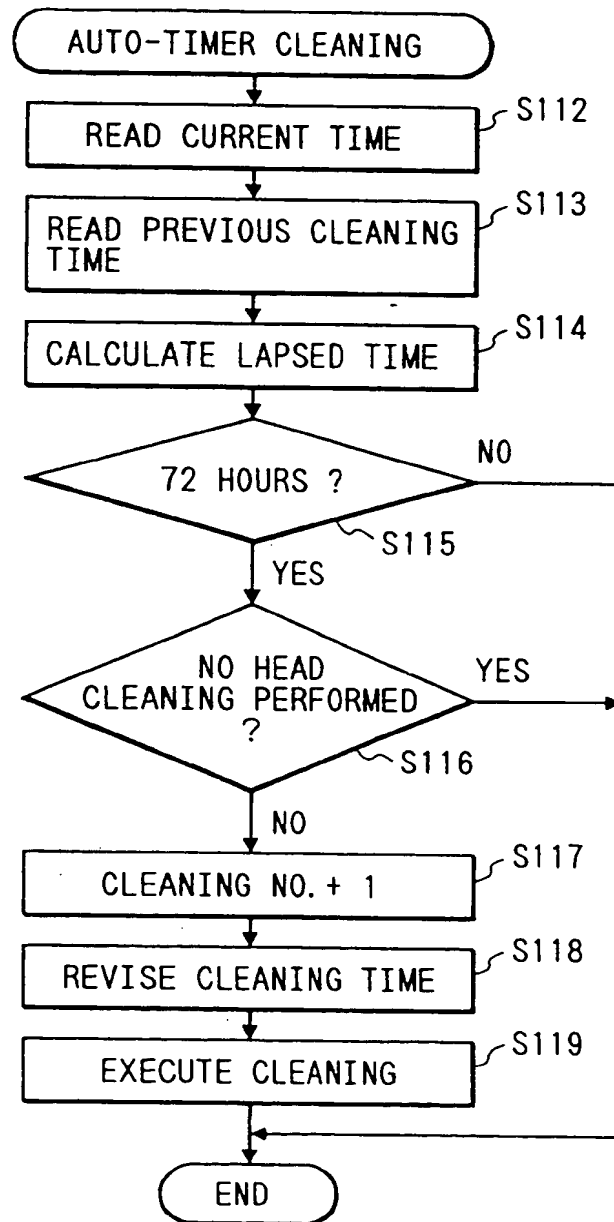 AUTO-TIMER CLEANING
READ CURRENT TIME
S112
READ PREVIOUS CLEANING
TIME
S113
CALCULATE LAPSED TIME
S114
72 HOURS ?
NO
S115
YES
NO HEAD
CLEANING PERFORMED
?
YES
S116
NO
CLEANING NO. + 1
S117
REVISE CLEANING TIME
S118
EXECUTE CLEANING
S119
END